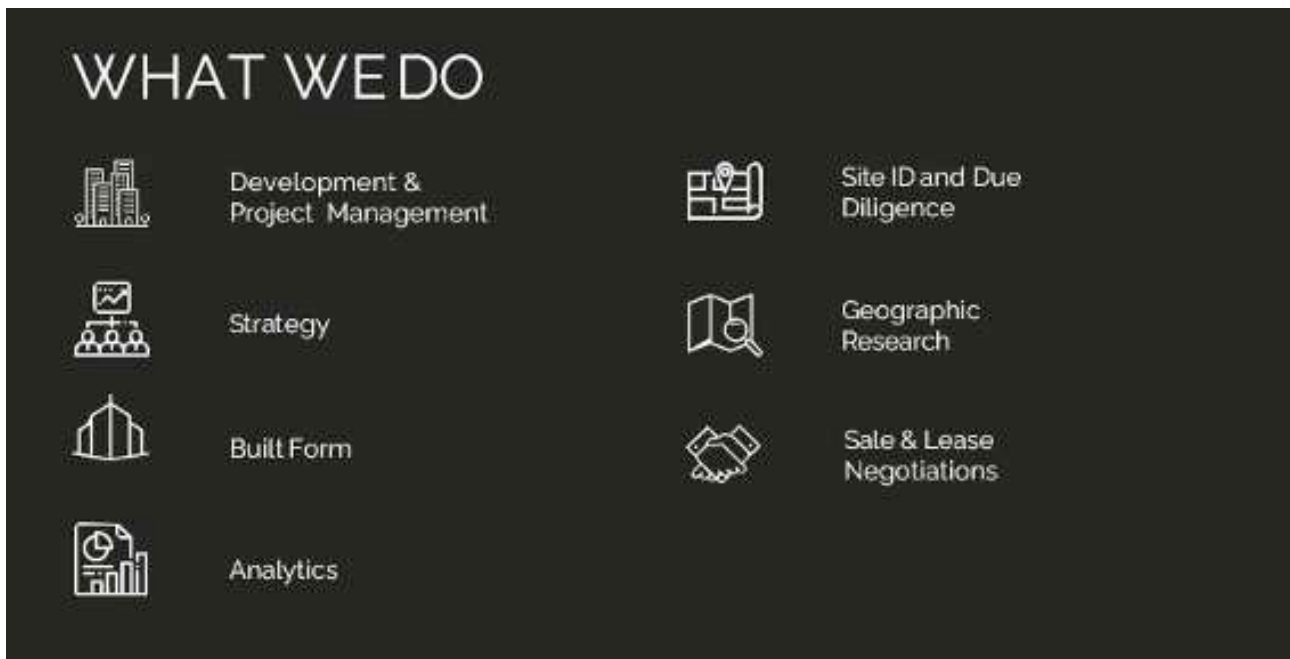 WHAT WE DO
Development &
Project Management
Strategy
Built Form
Analytics
Site ID and Due
Diligence
Geographic
Research
Sale & Lease
Negotiations